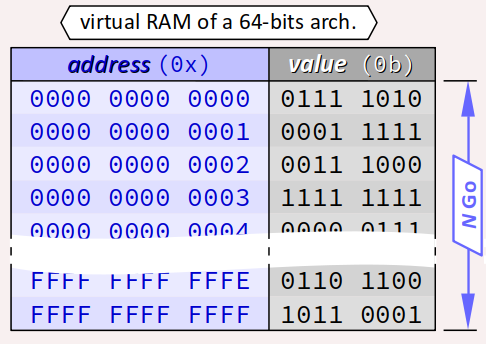 virtual RAM of a 64-bits arch.
address (0x) value (0b)
0000 0000 0000 0111 1010
0000 0000 0001 0001 1111
0000 0000 0002 0011 1000
0000 0000 0003 1111 1111
0000 0000 0004 0000 0111
FFFF FFFF FFFE 0110 1100
FFFF FFFF FFFF 1011 0001
N Go